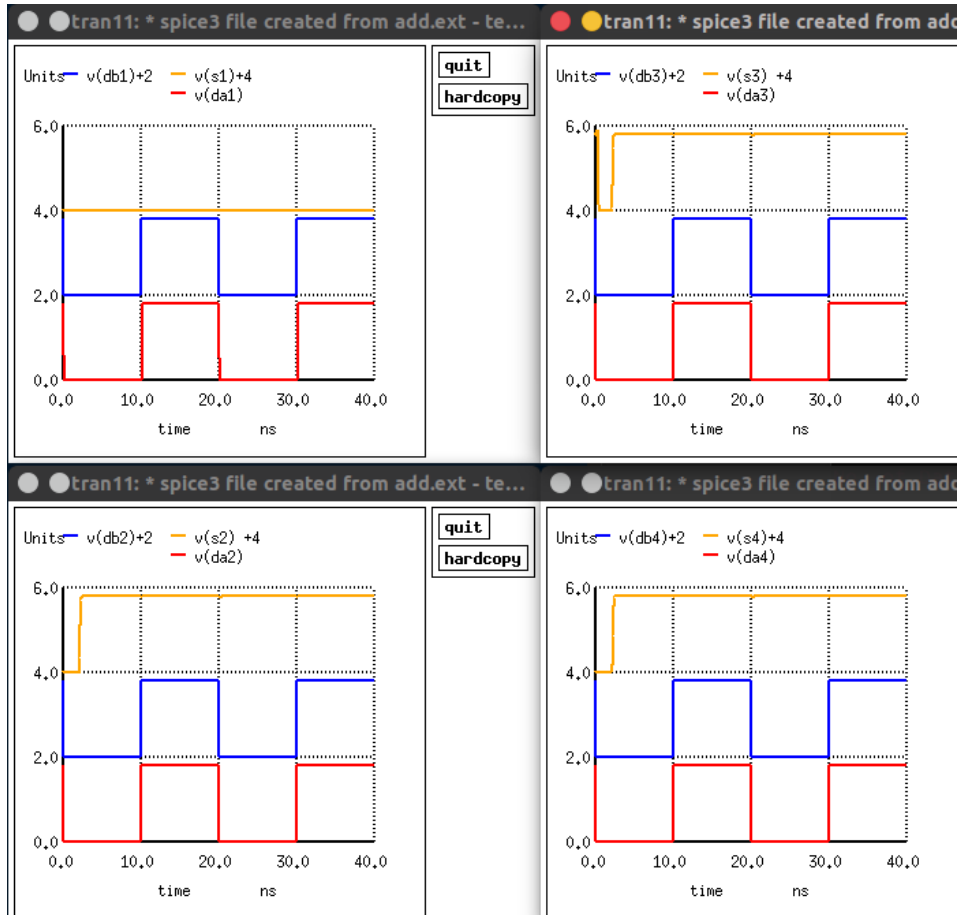 tran11: * spice3 file created from add.ext - te...
quit
hardcopy
Units v(db1)+2 v(s1)+4
v(da1)
6.0
4.0
2.0
0.0
0.0 10.0 20.0 30.0 40.0
time ns
tran11: * spice3 file created from add
Units v(db3)+2 v(s3) +4
v(da3)
6.0
4.0
2.0
0.0
0.0 10.0 20.0 30.0 40.0
time ns
tran11: * spice3 file created from add.ext - te...
quit
hardcopy
Units v(db2)+2 v(s2) +4
v(da2)
6.0
4.0
2.0
0.0
0.0 10.0 20.0 30.0 40.0
time ns
tran11: * spice3 file created from add
Units v(db4)+2 v(s4)+4
v(da4)
6.0
4.0
2.0
0.0
0.0 10.0 20.0 30.0 40.0
time ns